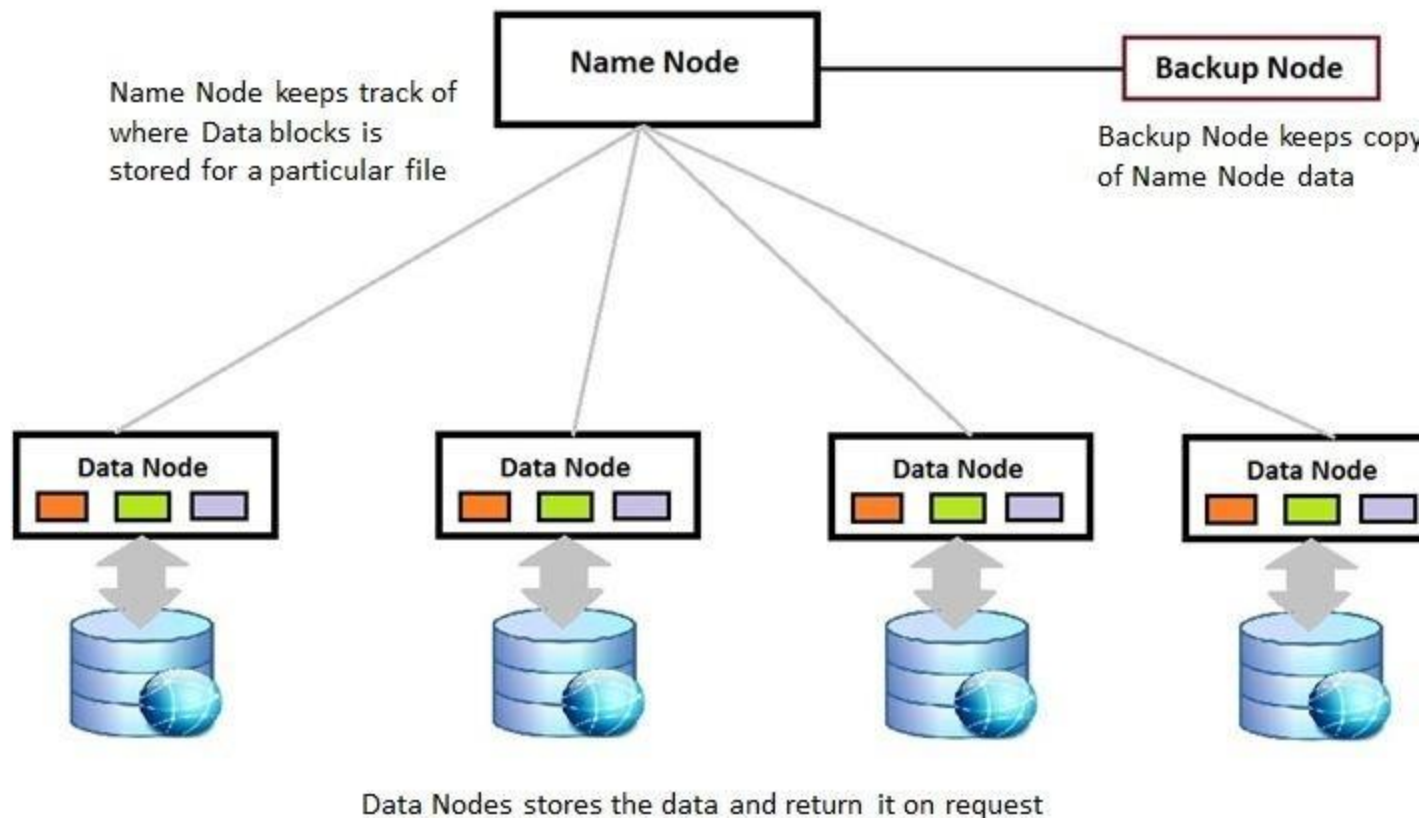 Name Node
Backup Node
Name Node keeps track of
where Data blocks is
stored for a particular file
Backup Node keeps copy
of Name Node data
Data Node
Data Node
Data Node
Data Node
Data Nodes stores the data and return it on request